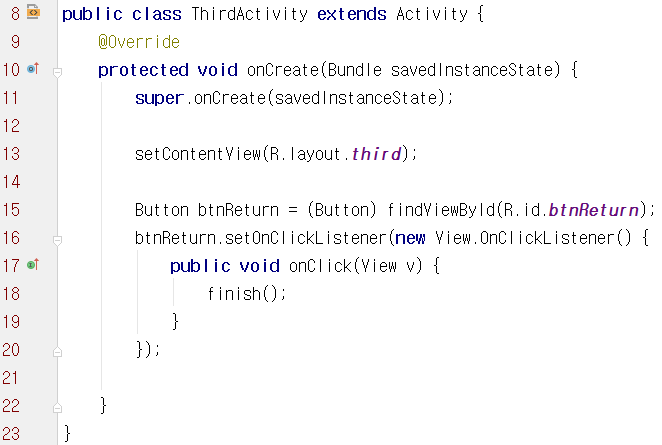 8 public class ThirdActivity extends Activity {
9 @Override
10 protected void onCreate(Bundle savedInstanceState) {
11 super.onCreate(savedInstanceState);
12
13 setContentView(R.layout.third);
14
15 Button btnReturn = (Button) findViewById(R.id.btnReturn);
16 btnReturn.setOnClickListener(new View.OnClickListener() {
17 public void onClick(View v) {
18 finish();
19 }
20 });
21
22 }
23 }